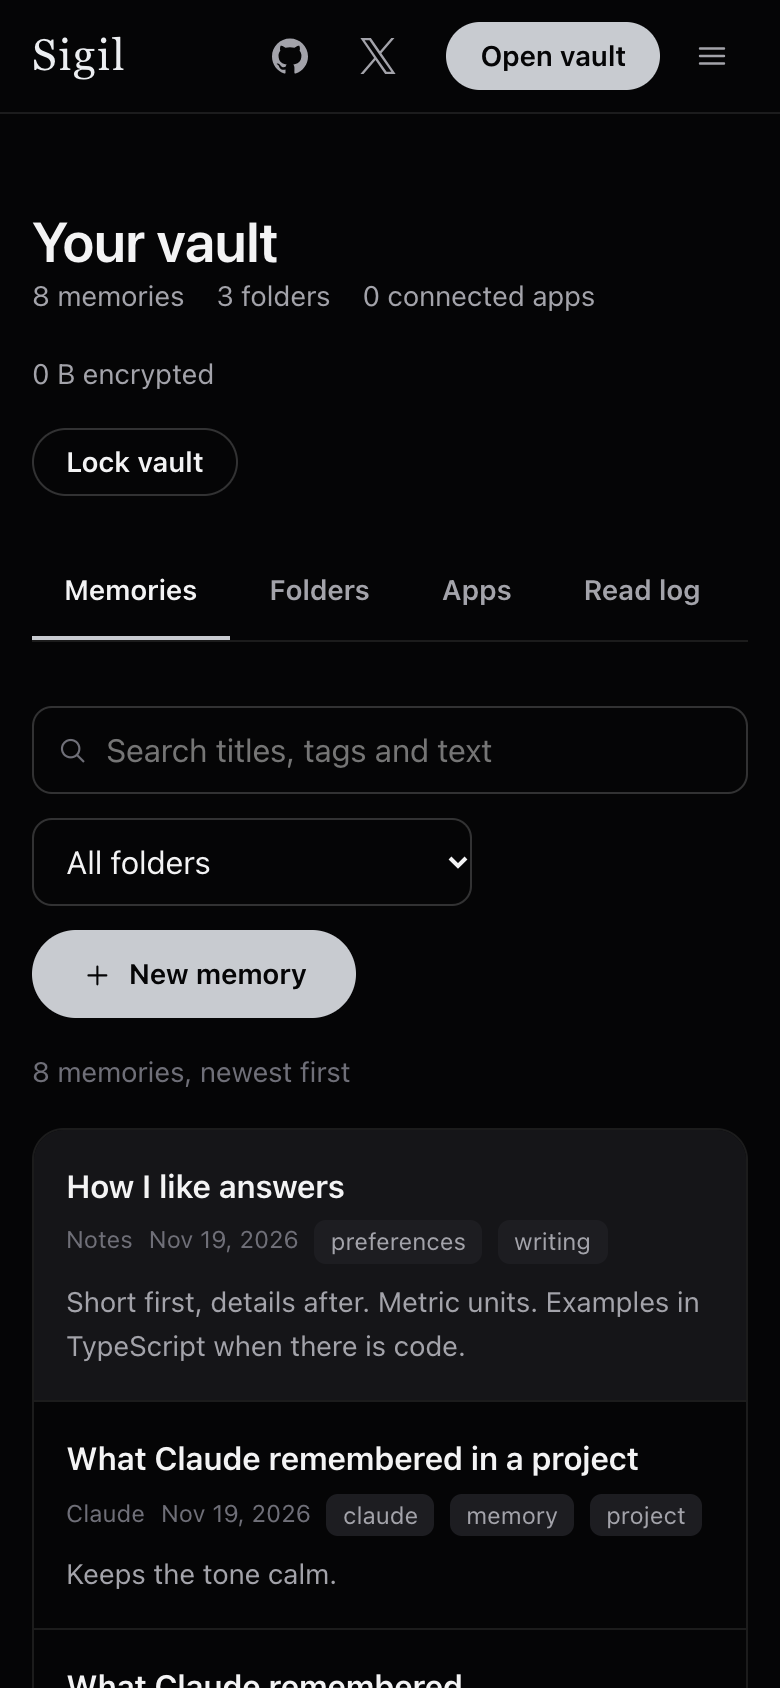 Sigil
Open vault
Your vault
8 memories 3 folders 0 connected apps
0 B encrypted
Lock vault
Memories Folders Apps Read log
Search titles, tags and text
All folders
+ New memory
8 memories, newest first
How I like answers
Notes Nov 19, 2026 preferences writing
Short first, details after. Metric units. Examples in
TypeScript when there is code.
What Claude remembered in a project
Claude Nov 19, 2026 claude memory project
Keeps the tone calm.
What Claude remembered